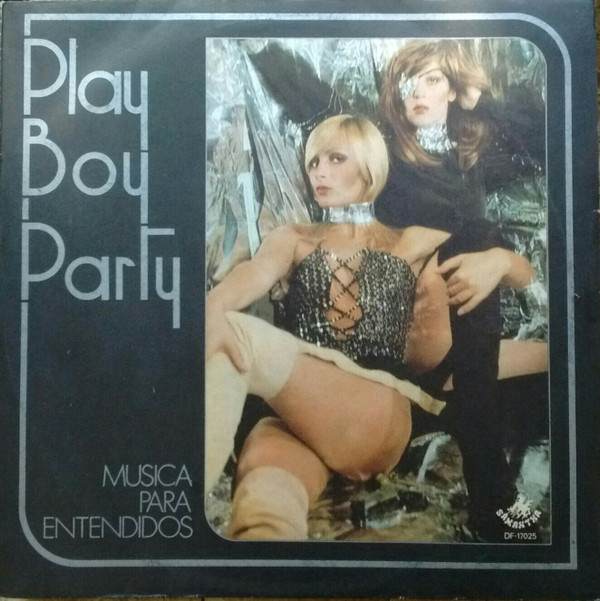 Play
Boy
Party
MUSICA
PARA
ENTENDIDOS
SAMANTHA
DF-17025